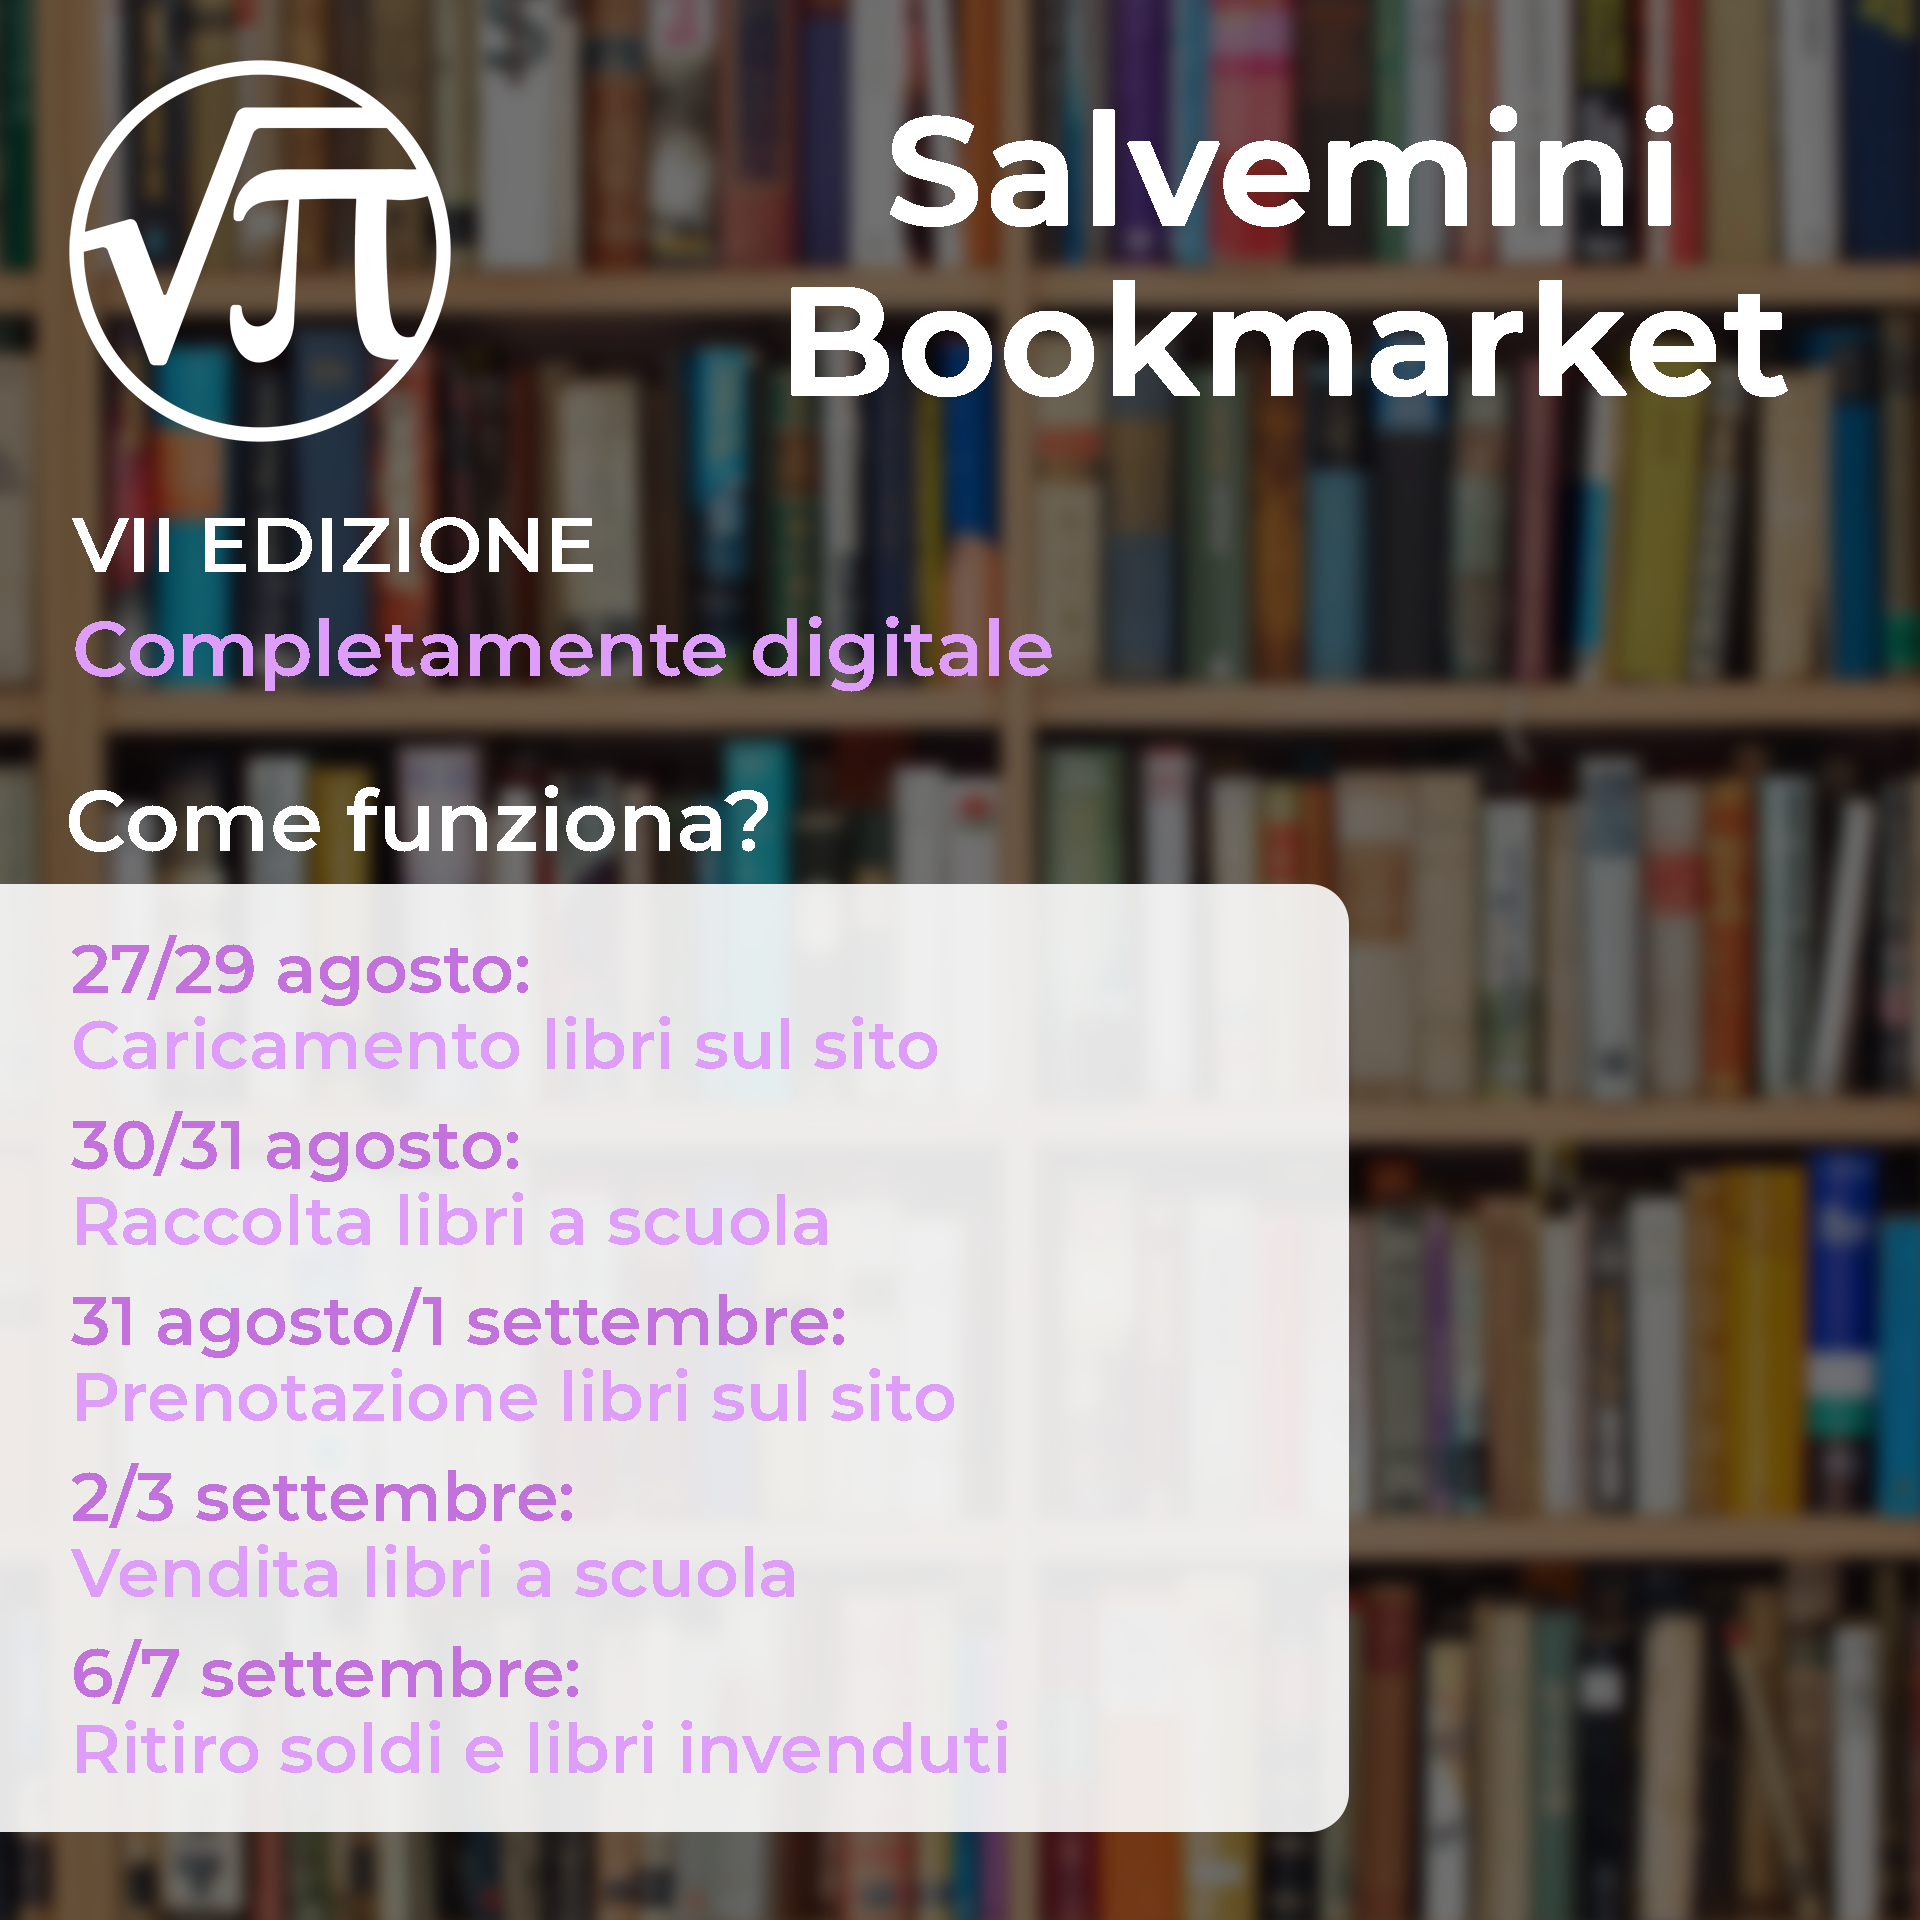 √π
Salvemini
Bookmarket
VII EDIZIONE
Completamente digitale
Come funziona?
27/29 agosto:
Caricamento libri sul sito
30/31 agosto:
Raccolta libri a scuola
31 agosto/1 settembre:
Prenotazione libri sul sito
2/3 settembre:
Vendita libri a scuola
6/7 settembre:
Ritiro soldi e libri invenduti